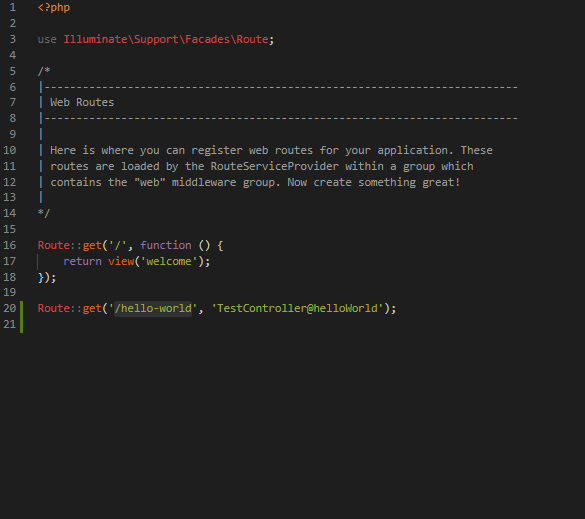 1 <?php
2
3 use Illuminate\Support\Facades\Route;
4
5 /*
6 |--------------------------------------------------------------------------
7 | Web Routes
8 |--------------------------------------------------------------------------
9 |
10 | Here is where you can register web routes for your application. These
11 | routes are loaded by the RouteServiceProvider within a group which
12 | contains the "web" middleware group. Now create something great!
13 |
14 */
15
16 Route::get('/', function () {
17     return view('welcome');
18 });
19
20 Route::get('/hello-world', 'TestController@helloWorld');
21